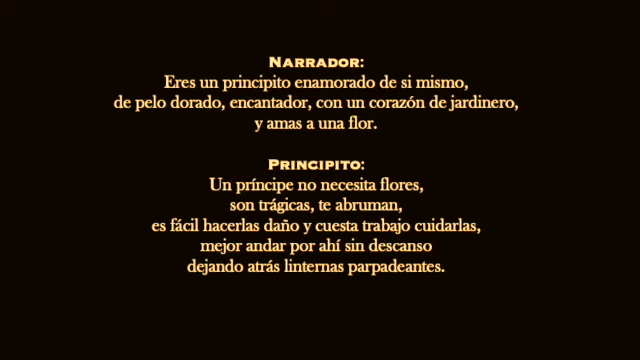 NARRADOR:
Eres un principito enamorado de si mismo,
de pelo dorado, encantador, con un corazón de jardinero,
y amas a una flor.
PRINCIPITO:
Un príncipe no necesita flores,
son trágicas, te abruman,
es fácil hacerlas daño y cuesta trabajo cuidarlas,
mejor andar por ahí sin descanso
dejando atrás linternas parpadeantes.